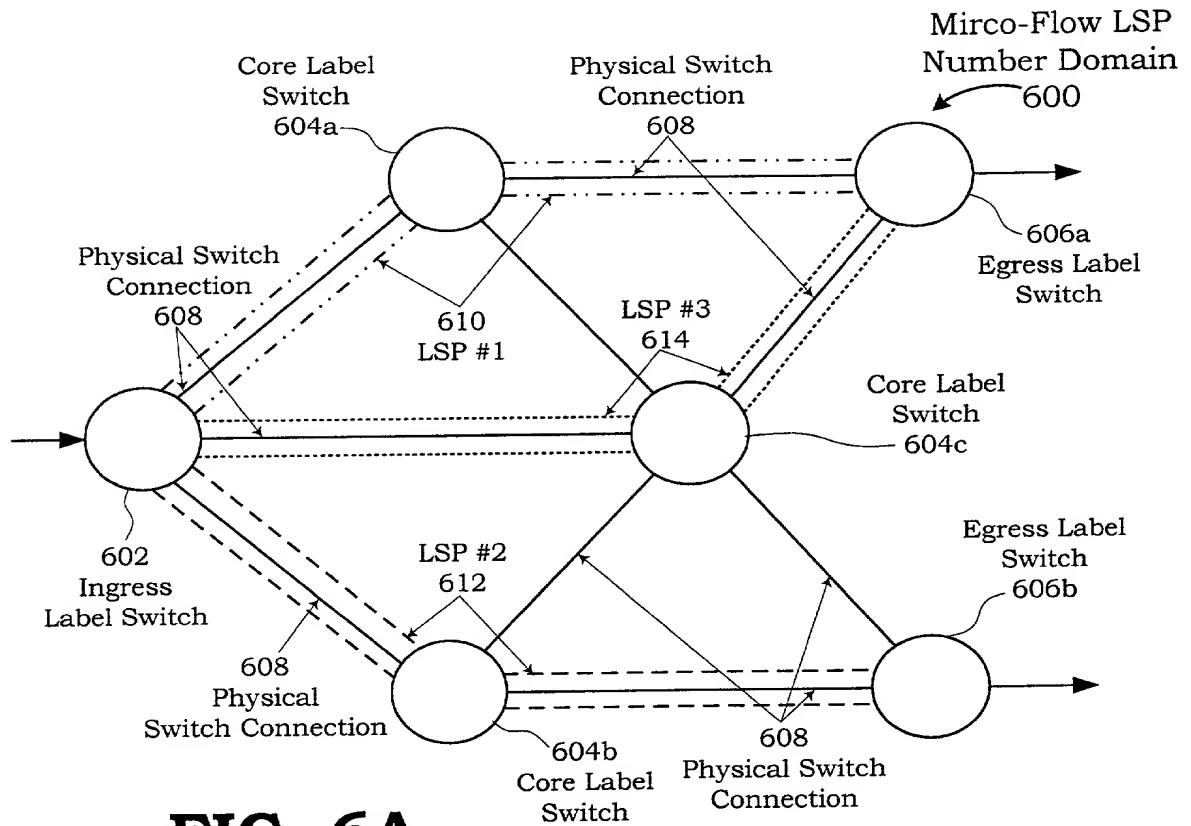 Mirco-Flow LSP
Number Domain
600
Core Label
Switch
604a
Physical Switch
Connection
608
606a
Egress Label
Switch
Physical Switch
Connection
608
610
LSP #1
LSP #3
614
Core Label
Switch
604c
602
Ingress
Label Switch
LSP #2
612
Egress Label
Switch
606b
608
Physical
Switch Connection
604b
Core Label
Switch
608
Physical Switch
Connection
FIG. 6A